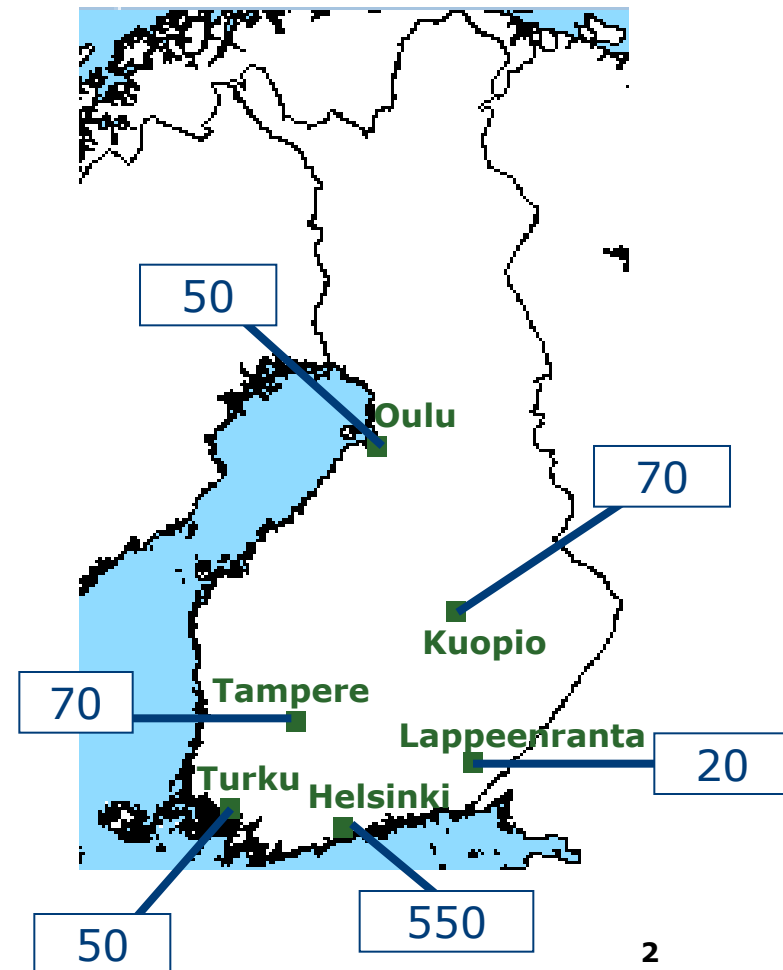 50
Oulu
70
Kuopio
Tampere
70
Lappeenranta
20
Turku
Helsinki
550
50
2